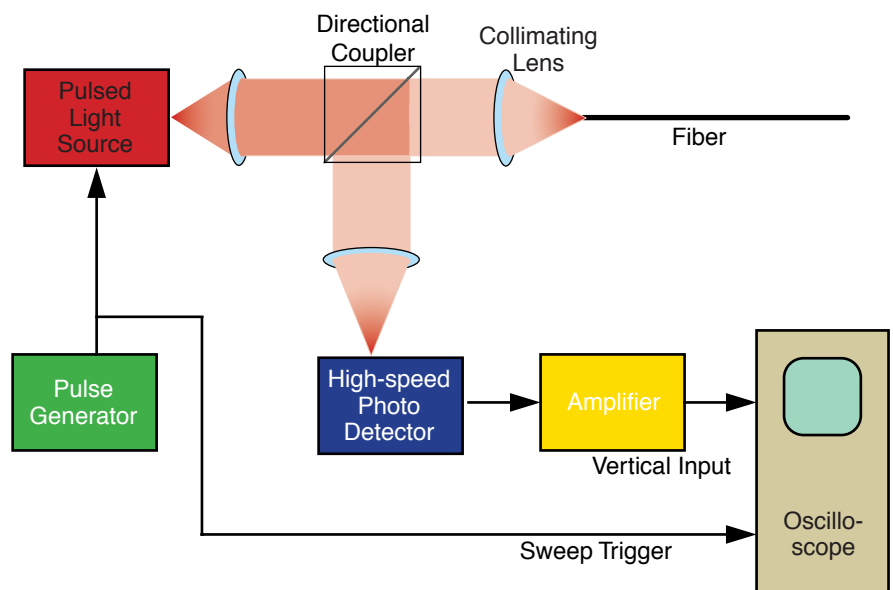 Directional
Coupler
Collimating
Lens
Pulsed
Light
Source
Fiber
Pulse
Generator
High-speed
Photo
Detector
Amplifier
Vertical Input
Oscillo-
scope
Sweep Trigger